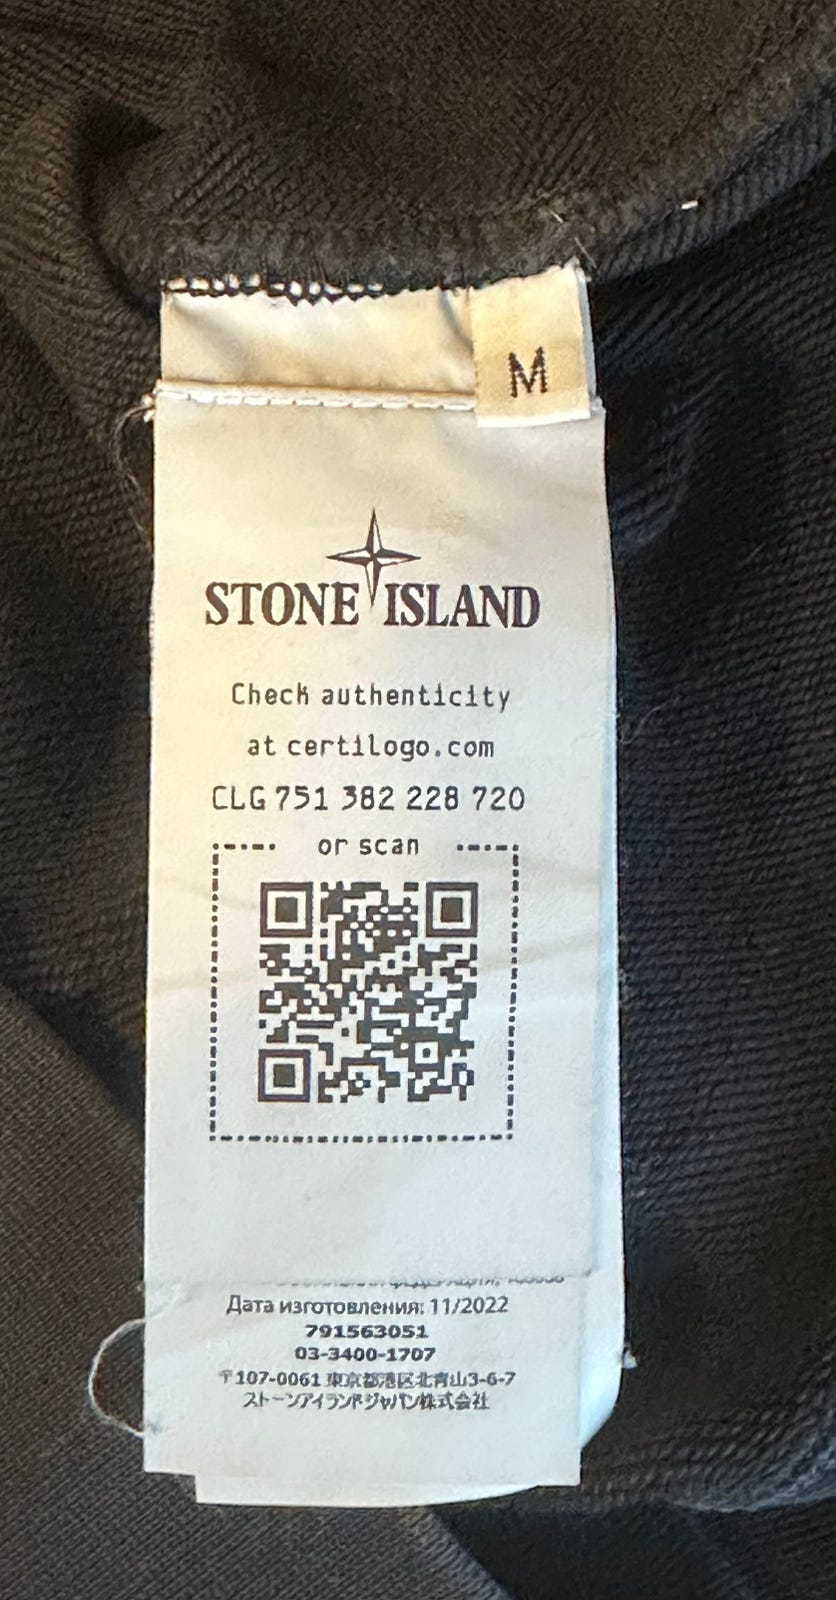 M
STONE ISLAND
Check authenticity
at certilogo.com
CLG 751 382 228 720
or scan
Дата изготовления: 11/2022
791563051
03-3400-1707
〒107-0061 東京都港区北青山3-6-7
ストーンアイランドジャパン株式会社